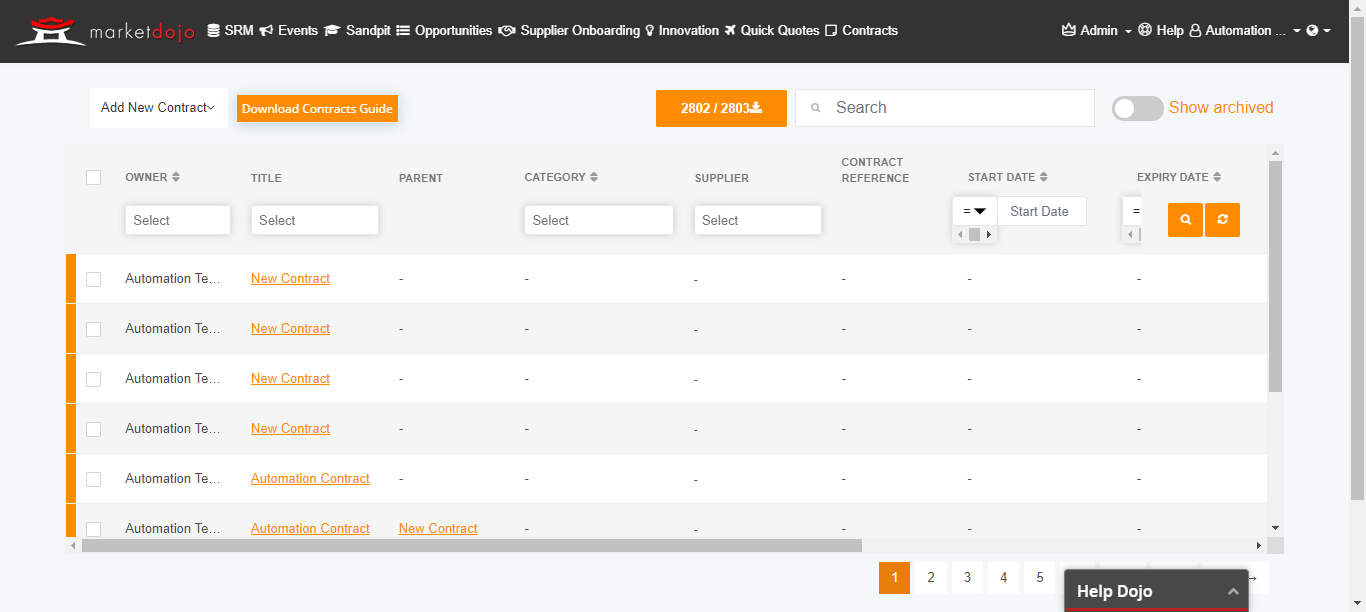 marketdojo SRM Events Sandpit Opportunities Supplier Onboarding Innovation Quick Quotes Contracts Admin Help Automation ...
Add New Contract Download Contracts Guide 2802 / 2803 Search Show archived
OWNER TITLE PARENT CATEGORY SUPPLIER CONTRACT REFERENCE START DATE EXPIRY DATE
Select Select Select Select = Start Date =
Automation Te... New Contract - - - - - -
Automation Te... New Contract - - - - - -
Automation Te... New Contract - - - - - -
Automation Te... New Contract - - - - - -
Automation Te... Automation Contract - - - - - -
Automation Te... Automation Contract New Contract - - - - -
1 2 3 4 5 →
Help Dojo